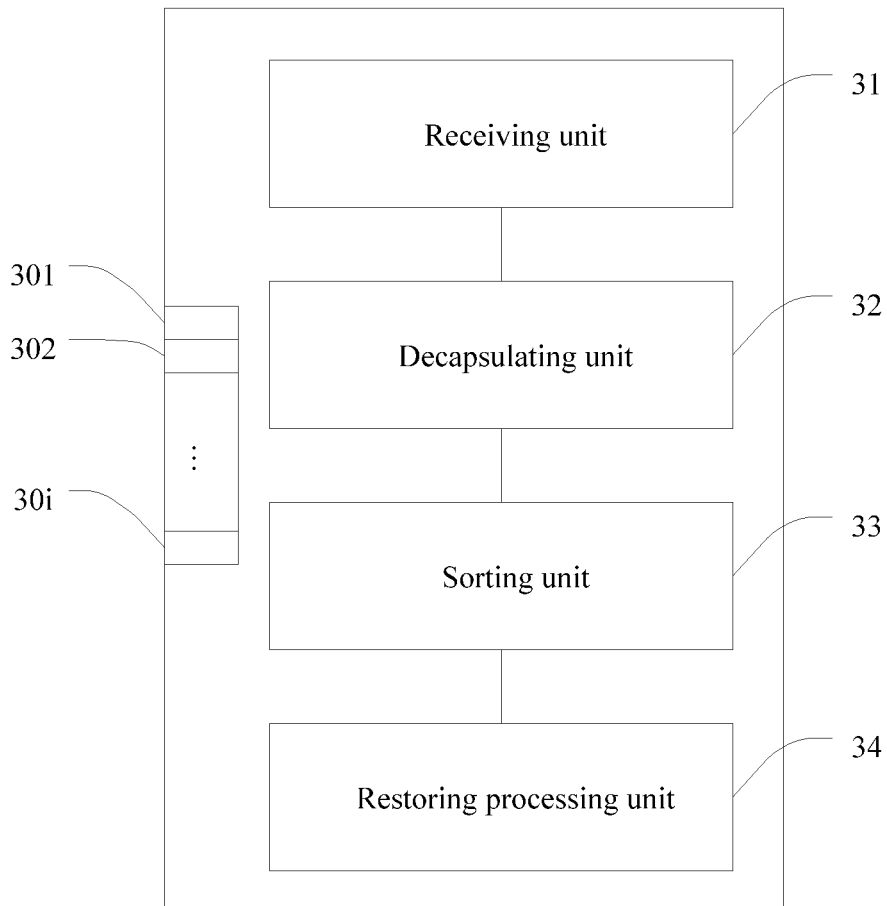 31
Receiving unit
301
32
302
Decapsulating unit
⋮
30i
33
Sorting unit
34
Restoring processing unit